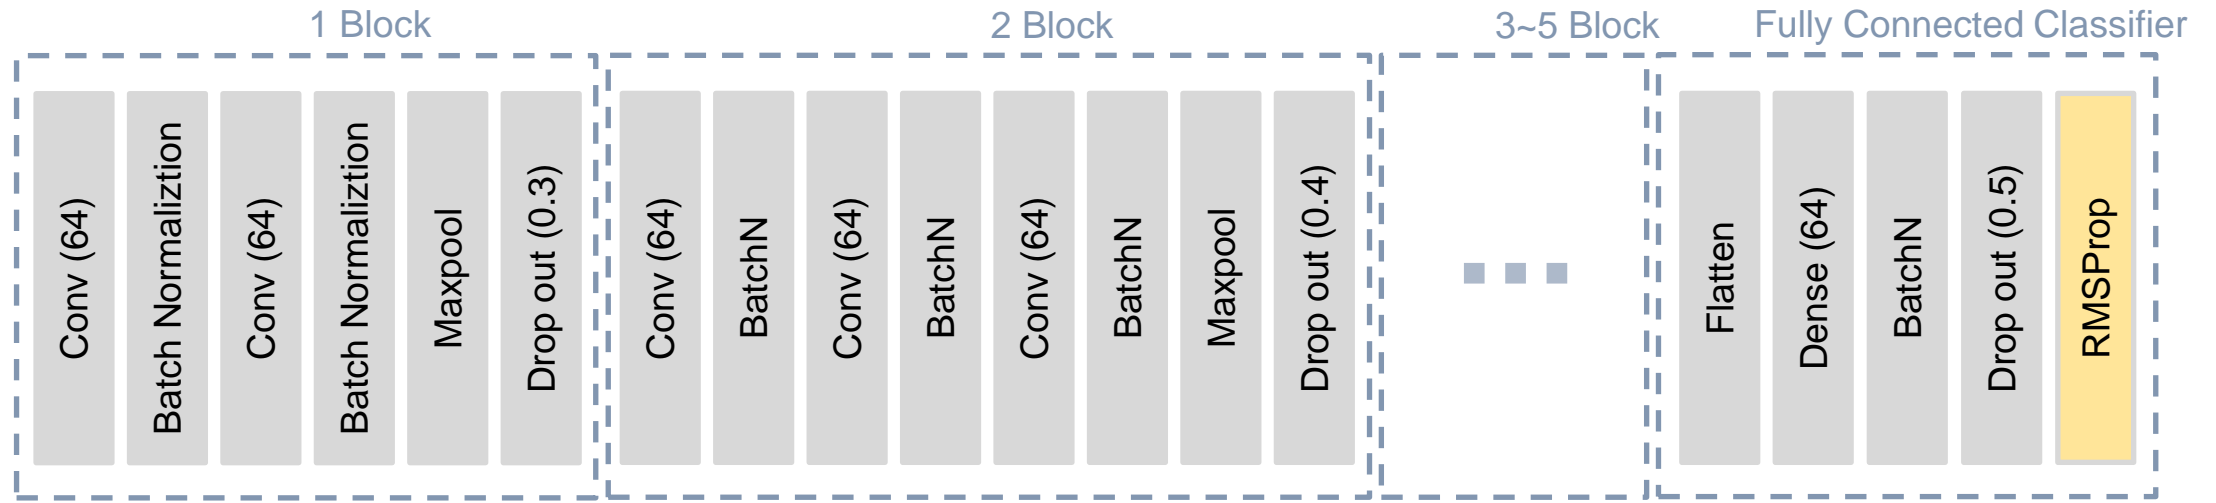 1 Block
Conv (64)
Batch Normaliztion
Conv (64)
Batch Normaliztion
Maxpool
Drop out (0.3)
2 Block
Conv (64)
BatchN
Conv (64)
BatchN
Conv (64)
BatchN
Maxpool
Drop out (0.4)
3~5 Block
Fully Connected Classifier
Flatten
Dense (64)
BatchN
Drop out (0.5)
RMSProp